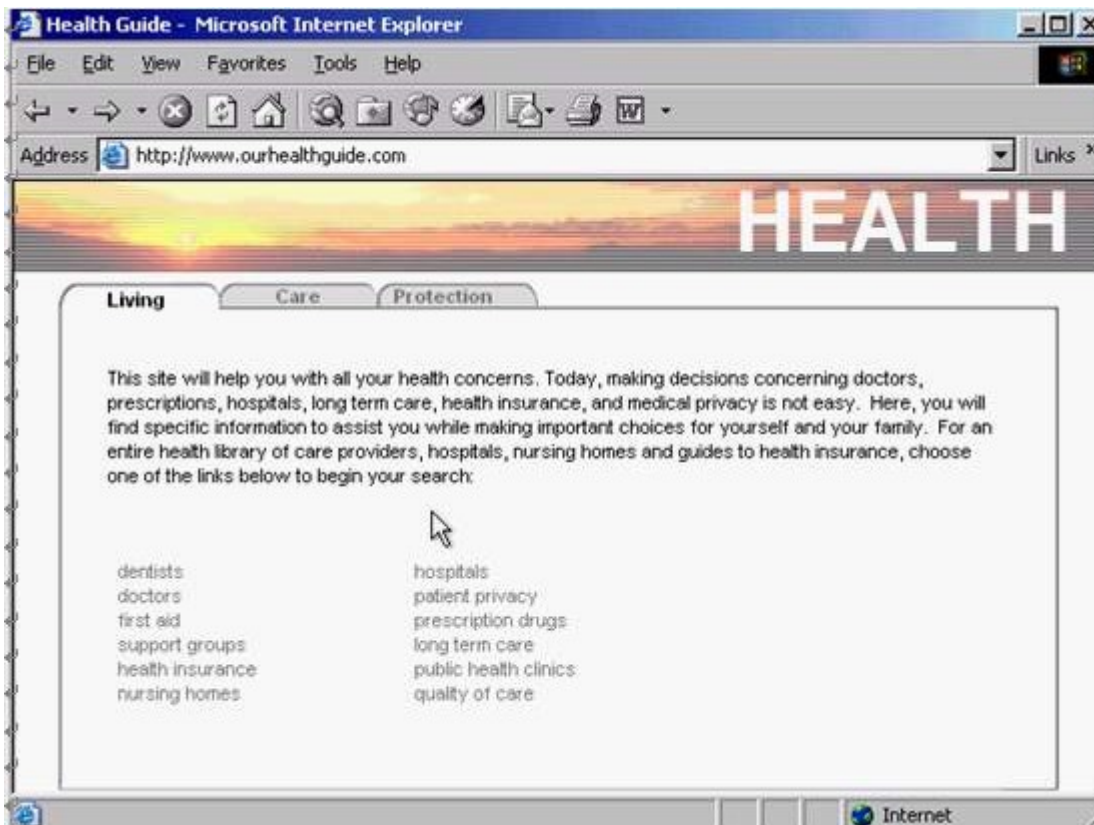 Health Guide - Microsoft Internet Explorer
File Edit View Favorites Tools Help
Address http://www.ourhealthguide.com Links »
HEALTH
Living Care Protection
This site will help you with all your health concerns. Today, making decisions concerning doctors,
prescriptions, hospitals, long term care, health insurance, and medical privacy is not easy. Here, you will
find specific information to assist you while making important choices for yourself and your family. For an
entire health library of care providers, hospitals, nursing homes and guides to health insurance, choose
one of the links below to begin your search:
dentists
doctors
first aid
support groups
health insurance
nursing homes
hospitals
patient privacy
prescription drugs
long term care
public health clinics
quality of care
Internet